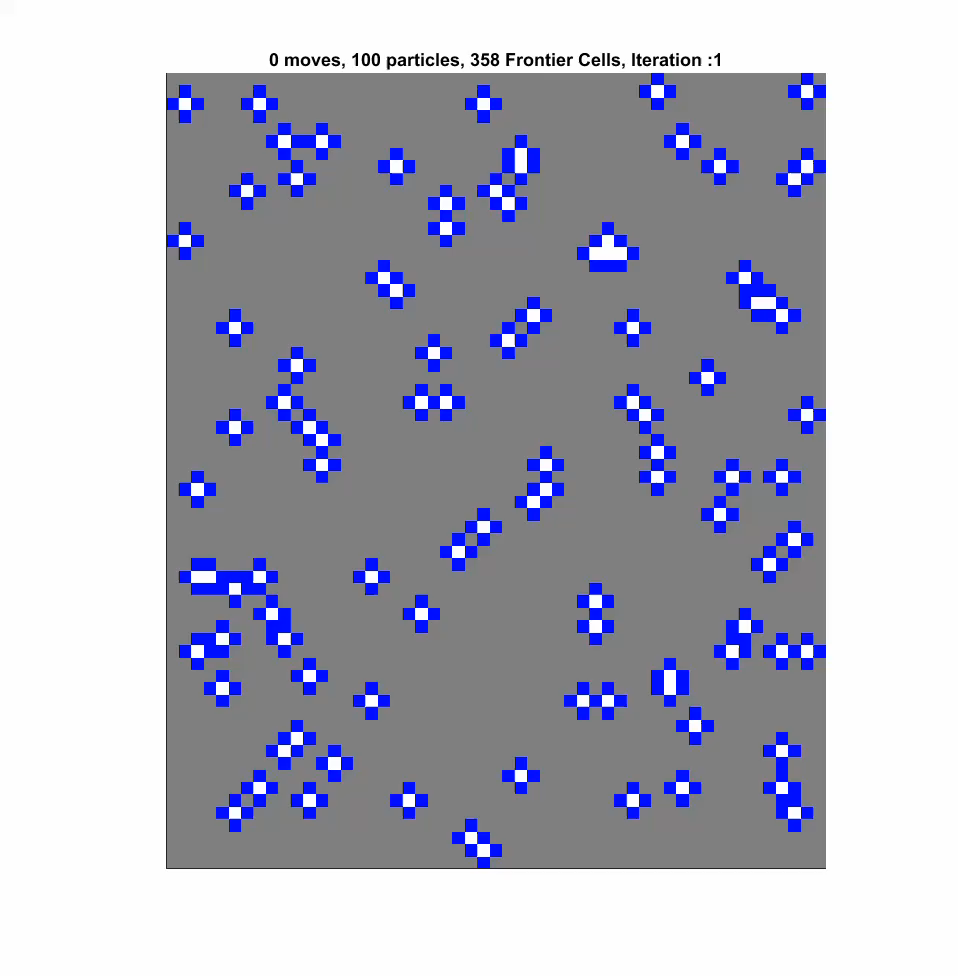 0 moves, 100 particles, 358 Frontier Cells, Iteration :1